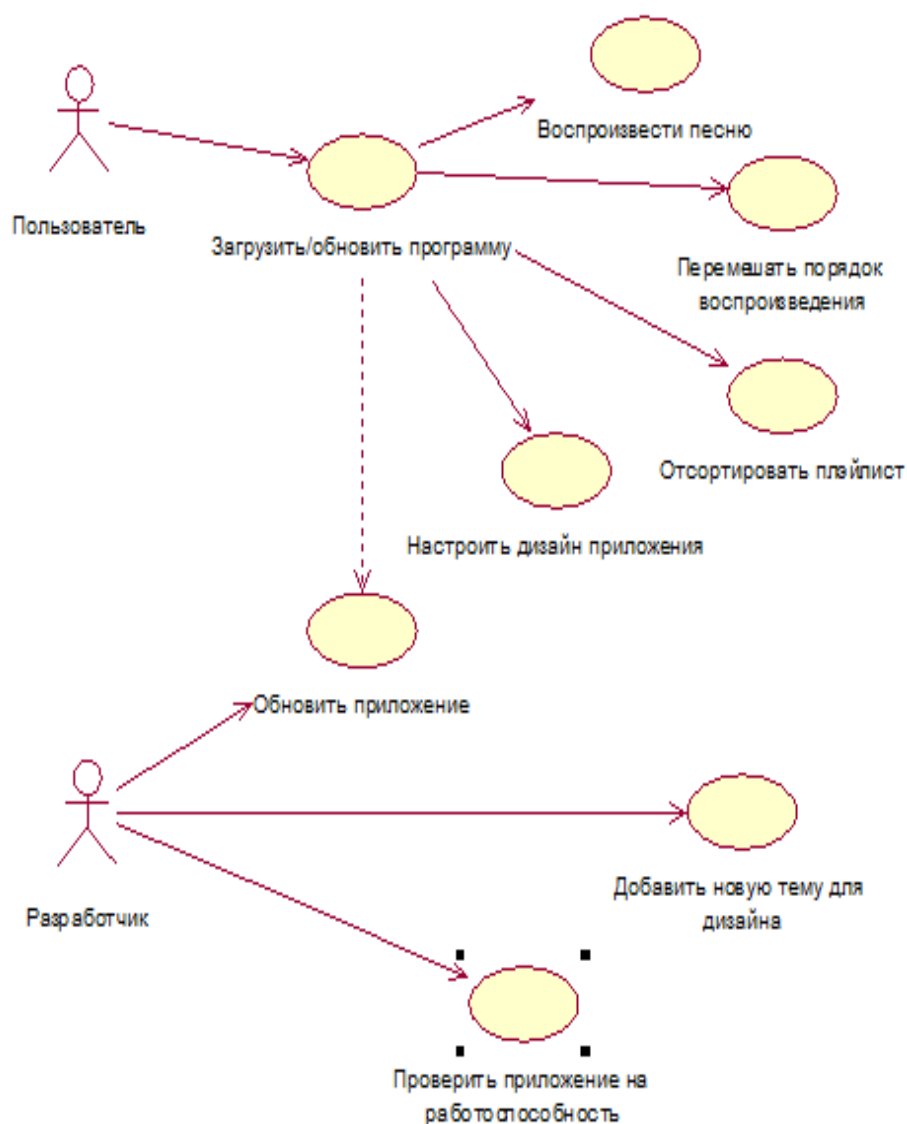 Воспроизвести песню
Пользователь
Загрузить/обновить программу
Перемешать порядок
воспроизведения
Отсортировать плэйлист
Настроить дизайн приложения
Обновить приложение
Добавить новую тему для
дизайна
Разработчик
Проверить приложение на
работоспособность